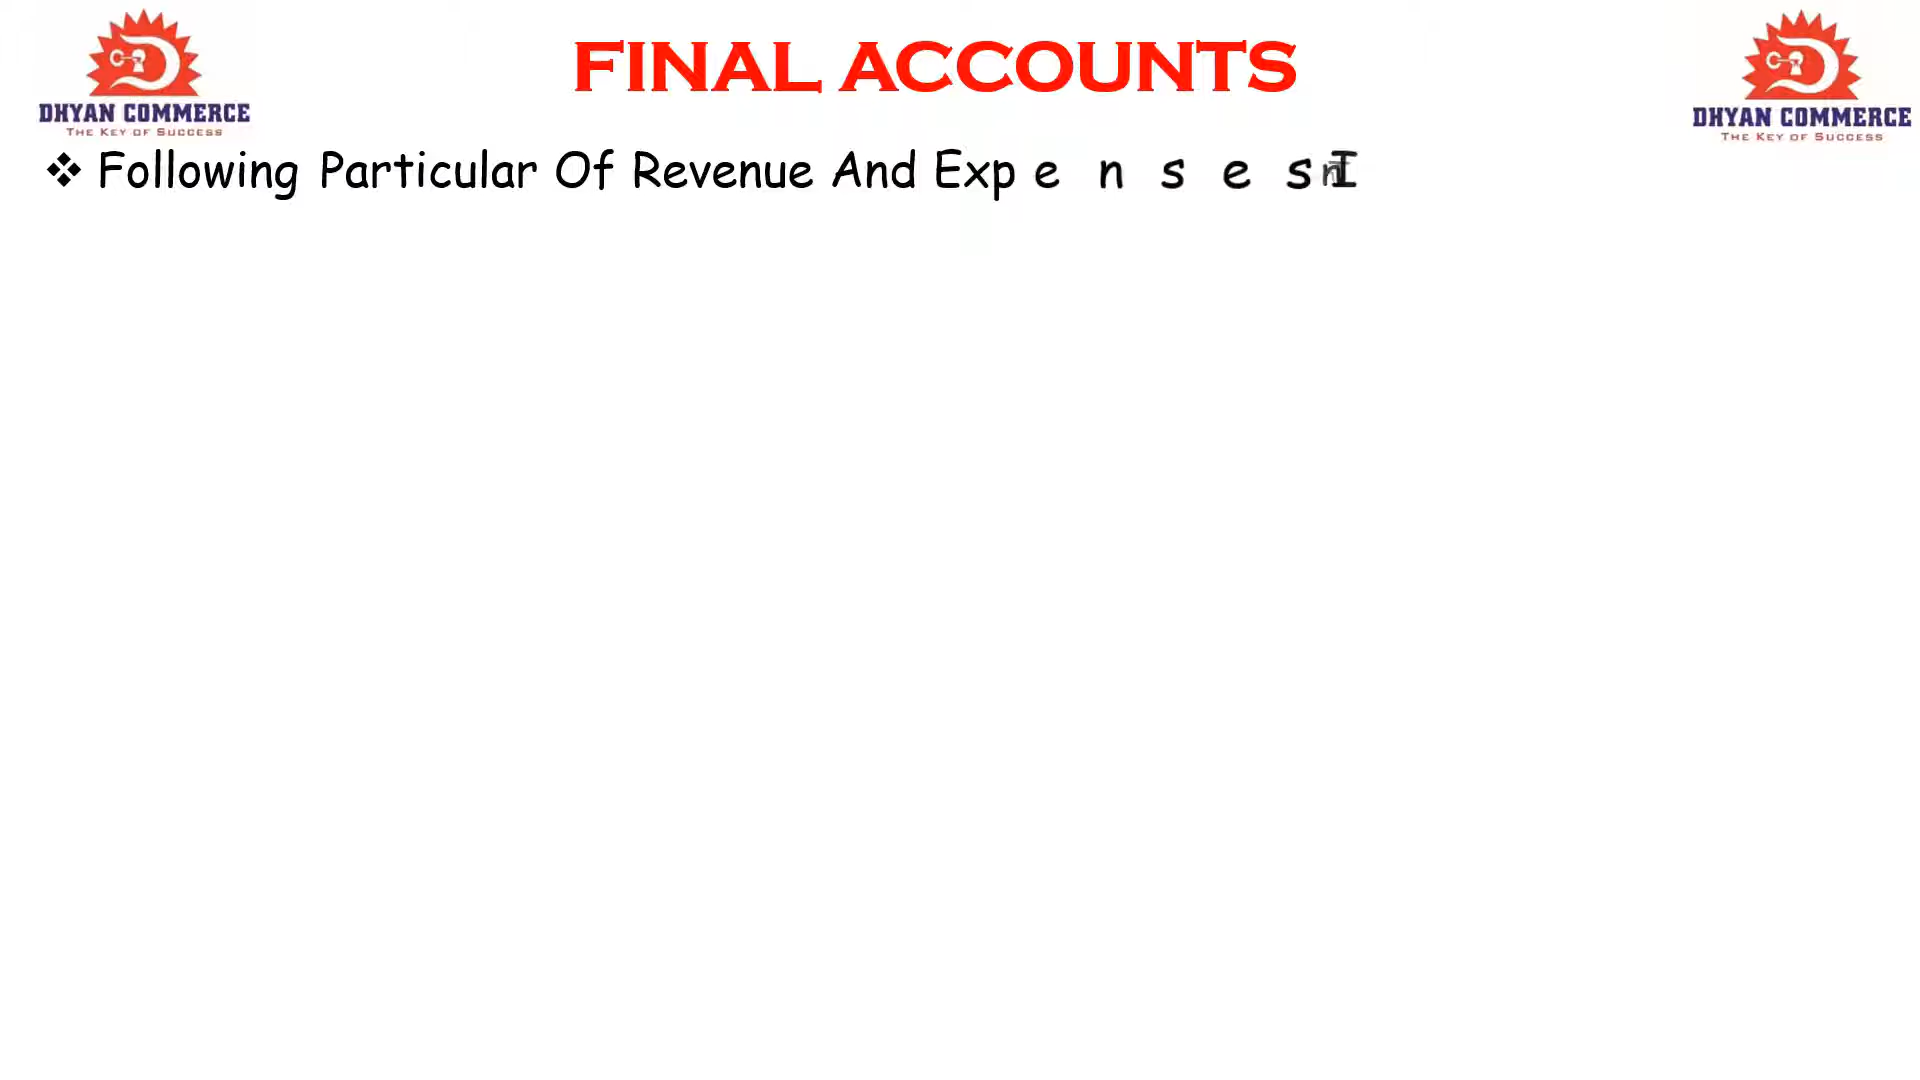 FINAL ACCOUNTS
DHYAN COMMERCE
THE KEY OF SUCCESS
DHYAN COMMERCE
THE KEY OF SUCCESS
❖ Following Particular Of Revenue And Expenses